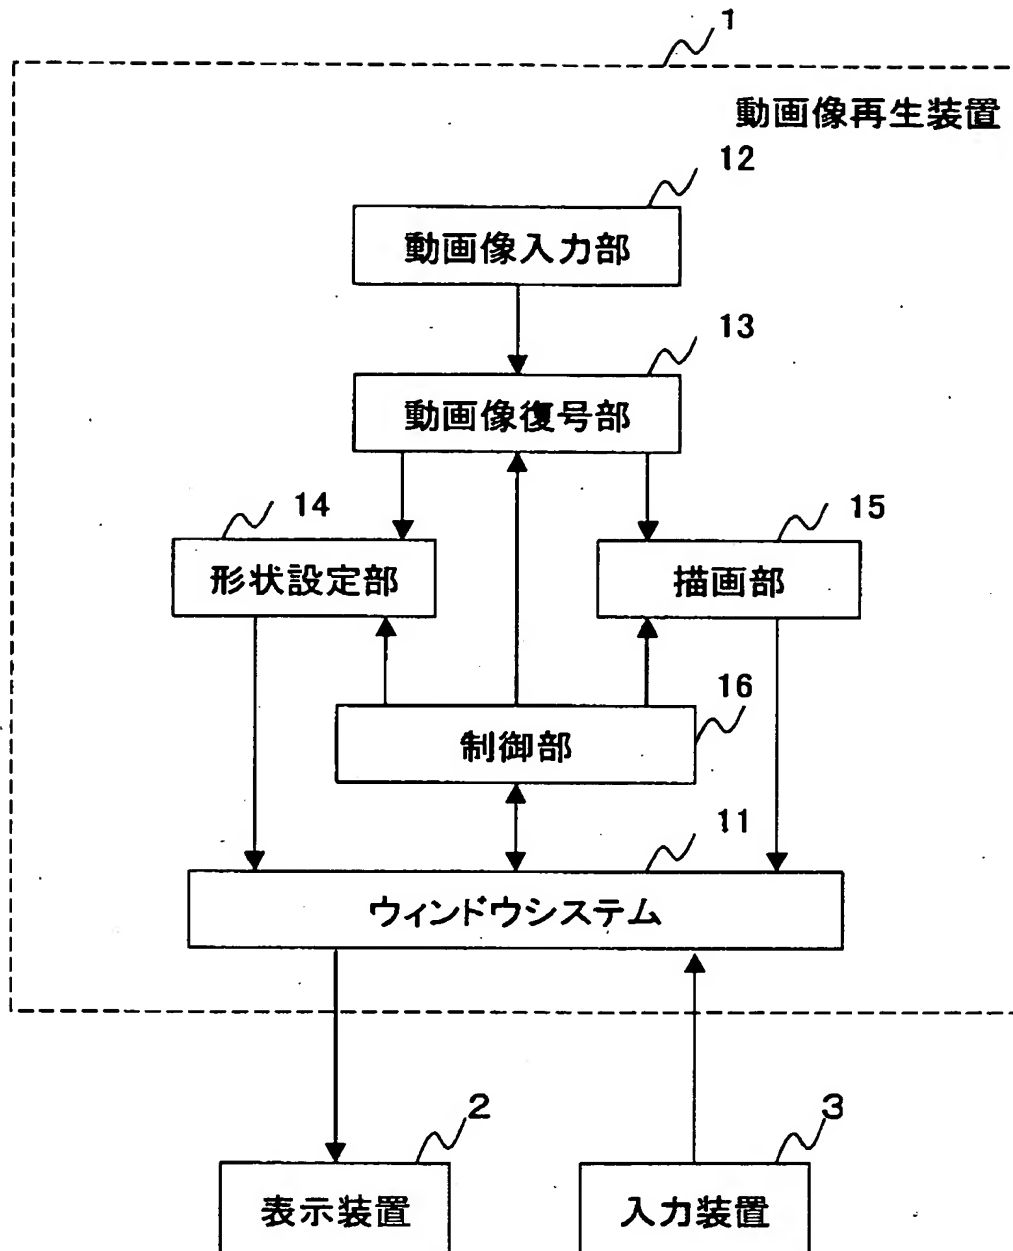 1
動画像再生装置
12
動画像入力部
13
動画像復号部
14
15
形状設定部
描画部
16
制御部
11
ウィンドウシステム
2
3
表示装置
入力装置